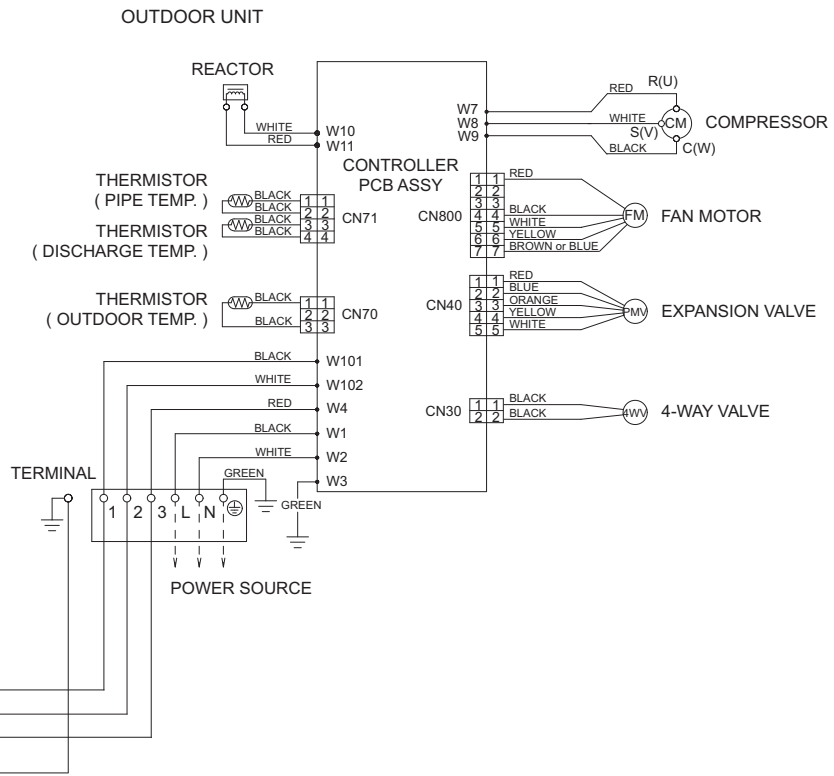 OUTDOOR UNIT
REACTOR
WHITE
RED
W10
W11
CONTROLLER
PCB ASSY
W7
W8
W9
RED
WHITE
BLACK
R(U)
S(V)
C(W)
CM
COMPRESSOR
THERMISTOR
( PIPE TEMP. )
THERMISTOR
( DISCHARGE TEMP. )
BLACK
BLACK
BLACK
BLACK
1 1
2 2
3 3
4 4
CN71
CN800
1 1
2 2
3 3
4 4
5 5
6 6
7 7
RED
BLACK
WHITE
YELLOW
BROWN or BLUE
FM
FAN MOTOR
THERMISTOR
( OUTDOOR TEMP. )
BLACK
BLACK
1 1
2 2
3 3
CN70
CN40
1 1
2 2
3 3
4 4
5 5
RED
BLUE
ORANGE
YELLOW
WHITE
PMV
EXPANSION VALVE
BLACK
W101
WHITE
W102
RED
W4
BLACK
W1
WHITE
W2
GREEN
W3
GREEN
CN30
1 1
2 2
BLACK
BLACK
4WV
4-WAY VALVE
TERMINAL
1 2 3 L N
POWER SOURCE